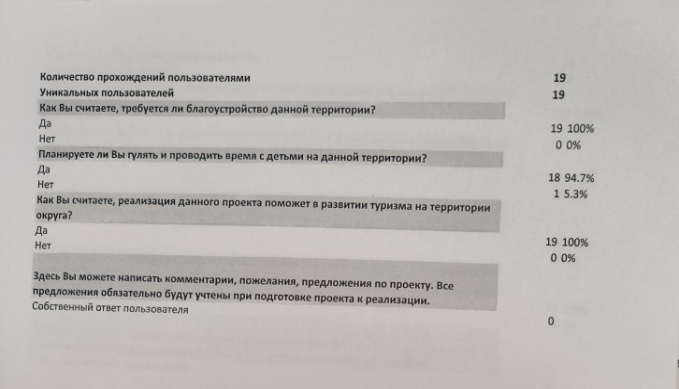 Количество прохождений пользователями 19
Уникальных пользователей 19
Как Вы считаете, требуется ли благоустройство данной территории?
Да 19 100%
Нет 0 0%
Планируете ли Вы гулять и проводить время с детьми на данной территории?
Да 18 94.7%
Нет 1 5.3%
Как Вы считаете, реализация данного проекта поможет в развитии туризма на территории
округа?
Да 19 100%
Нет 0 0%
Здесь Вы можете написать комментарии, пожелания, предложения по проекту. Все
предложения обязательно будут учтены при подготовке проекта к реализации.
Собственный ответ пользователя 0